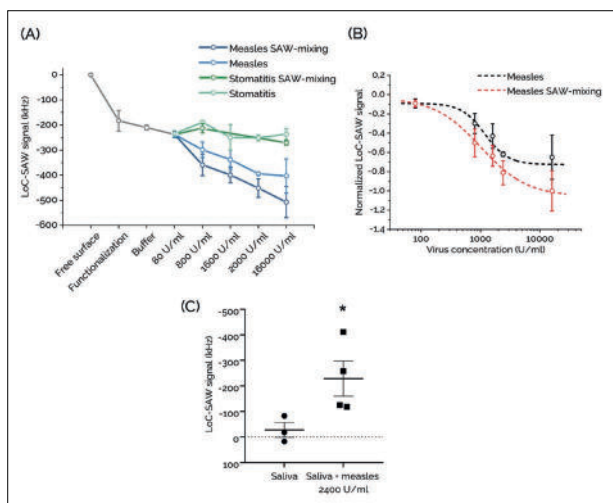 (A)
Measles SAW-mixing
Measles
Stomatitis SAW-mixing
Stomatitis
LoC-SAW signal (kHz)
0
-100
-200
-300
-400
-500
-600
Free surface
Functionalization
Buffer
80 U/ml
800 U/ml
1600 U/ml
2000 U/ml
16000 U/ml
(B)
Measles
Measles SAW-mixing
Normalized LoC-SAW signal
0.2
0.0
-0.2
-0.4
-0.6
-0.8
-1.0
-1.2
-1.4
100
1000
10000
Virus concentration (U/ml)
(C)
LoC-SAW signal (kHz)
-500
-400
-300
-200
-100
0
100
*
Saliva
Saliva + measles
2400 U/ml